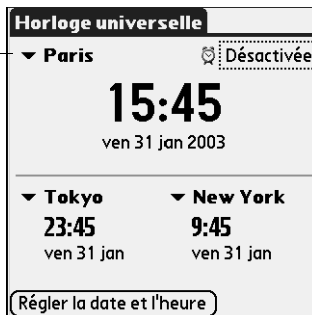 Horloge universelle
Paris Désactivée
15:45
ven 31 jan 2003
Tokyo New York
23:45 9:45
ven 31 jan ven 31 jan
Régler la date et l'heure